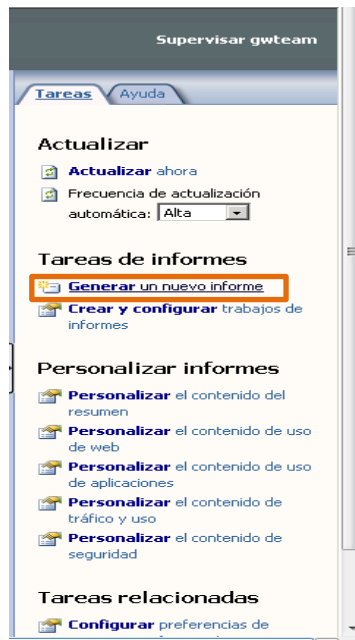 Supervisar gwteam
Tareas
Ayuda
Actualizar
Actualizar ahora
Frecuencia de actualización
automática: Alta
Tareas de informes
Generar un nuevo informe
Crear y configurar trabajos de
informes
Personalizar informes
Personalizar el contenido del
resumen
Personalizar el contenido de uso
de web
Personalizar el contenido de uso
de aplicaciones
Personalizar el contenido de
tráfico y uso
Personalizar el contenido de
seguridad
Tareas relacionadas
Configurar preferencias de